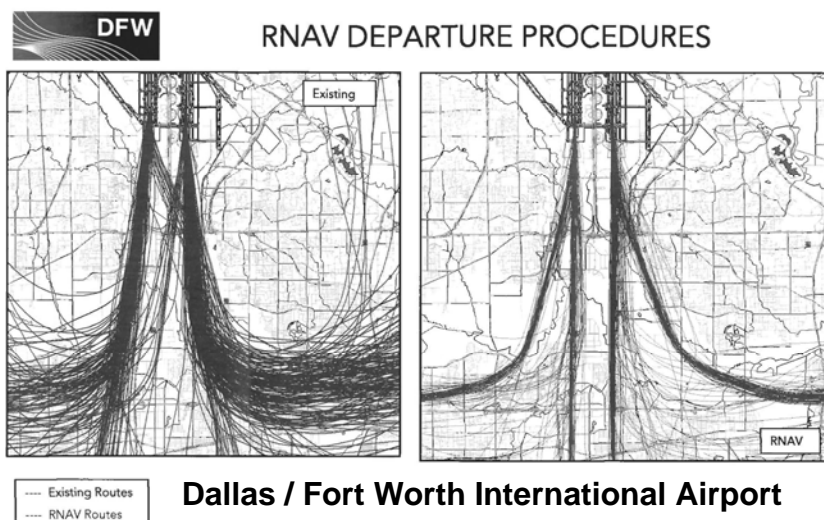 DFW
RNAV DEPARTURE PROCEDURES
Existing
RNAV
---- Existing Routes
---- RNAV Routes
Dallas / Fort Worth International Airport